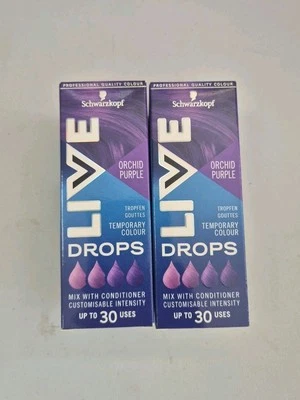 PROFESSIONAL QUALITY COLOUR
Schwarzkopf
LIVE
ORCHID
PURPLE
TROPFEN
GOUTTES
TEMPORARY
COLOUR
DROPS
MIX WITH CONDITIONER
CUSTOMISABLE INTENSITY
UP TO 30 USES
PROFESSIONAL QUALITY COLOUR
Schwarzkopf
LIVE
ORCHID
PURPLE
TROPFEN
GOUTTES
TEMPORARY
COLOUR
DROPS
MIX WITH CONDITIONER
CUSTOMISABLE INTENSITY
UP TO 30 USES